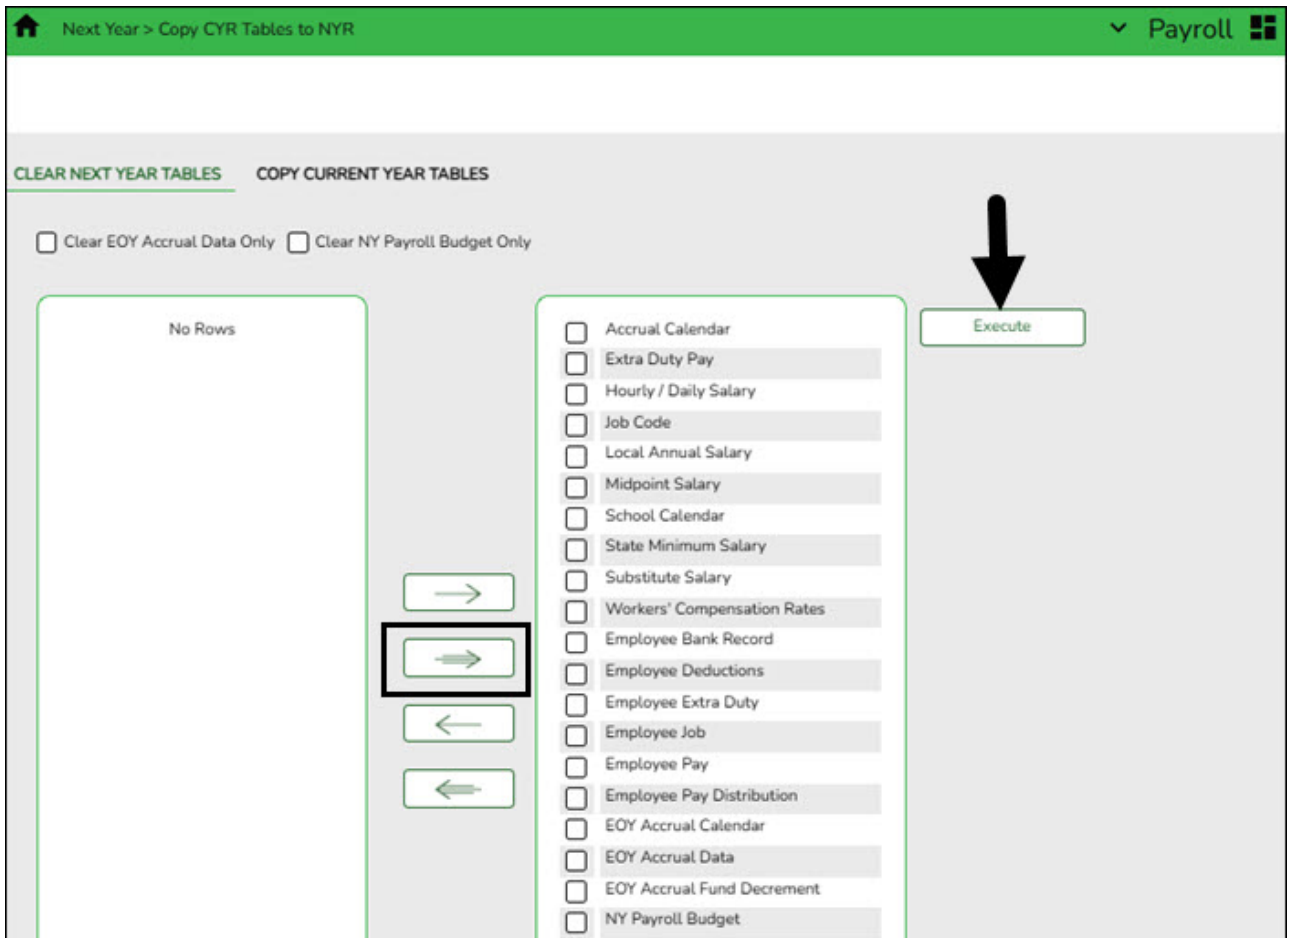 Next Year > Copy CYR Tables to NYR
Payroll
CLEAR NEXT YEAR TABLES COPY CURRENT YEAR TABLES
Clear EOY Accrual Data Only Clear NY Payroll Budget Only
No Rows
Accrual Calendar
Extra Duty Pay
Hourly / Daily Salary
Job Code
Local Annual Salary
Midpoint Salary
School Calendar
State Minimum Salary
Substitute Salary
Workers' Compensation Rates
Employee Bank Record
Employee Deductions
Employee Extra Duty
Employee Job
Employee Pay
Employee Pay Distribution
EOY Accrual Calendar
EOY Accrual Data
EOY Accrual Fund Decrement
NY Payroll Budget
Execute